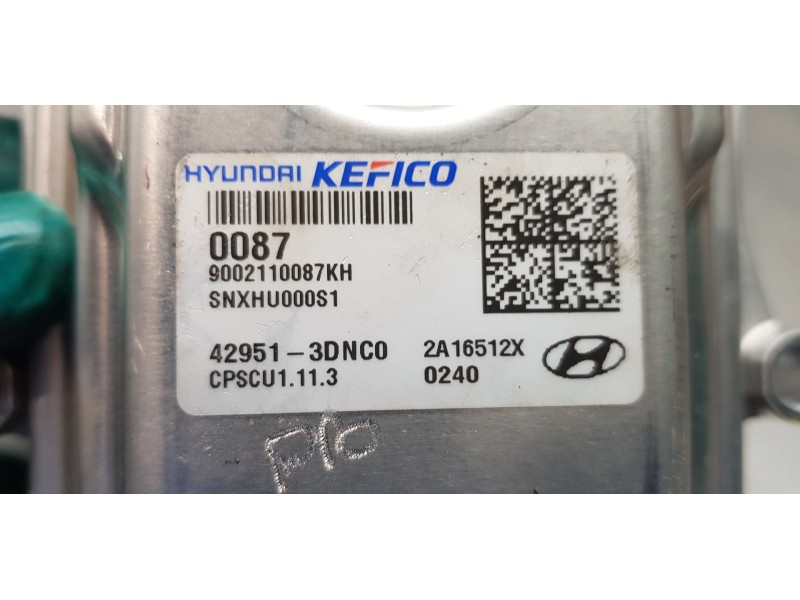 HYUNDAI KEFICO
0087
9002110087KH
SNXHU000S1
42951-3DNC0 2A16512X
CPSCU1.11.3 0240